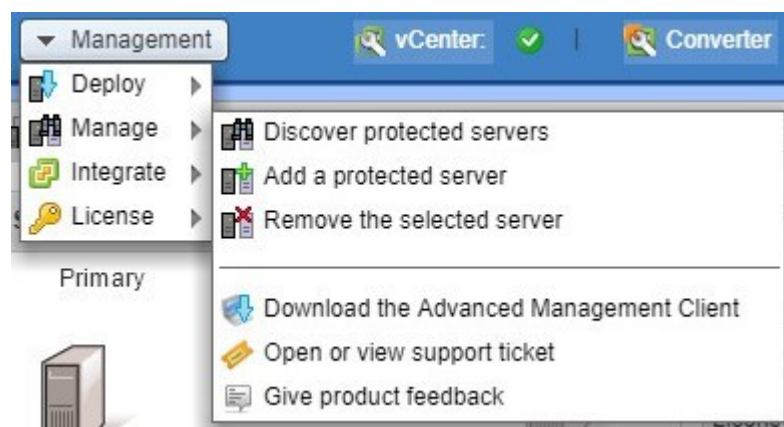 Management
vCenter:
Converter
Deploy
Manage
Integrate
License
Discover protected servers
Add a protected server
Remove the selected server
Download the Advanced Management Client
Open or view support ticket
Give product feedback
Primary